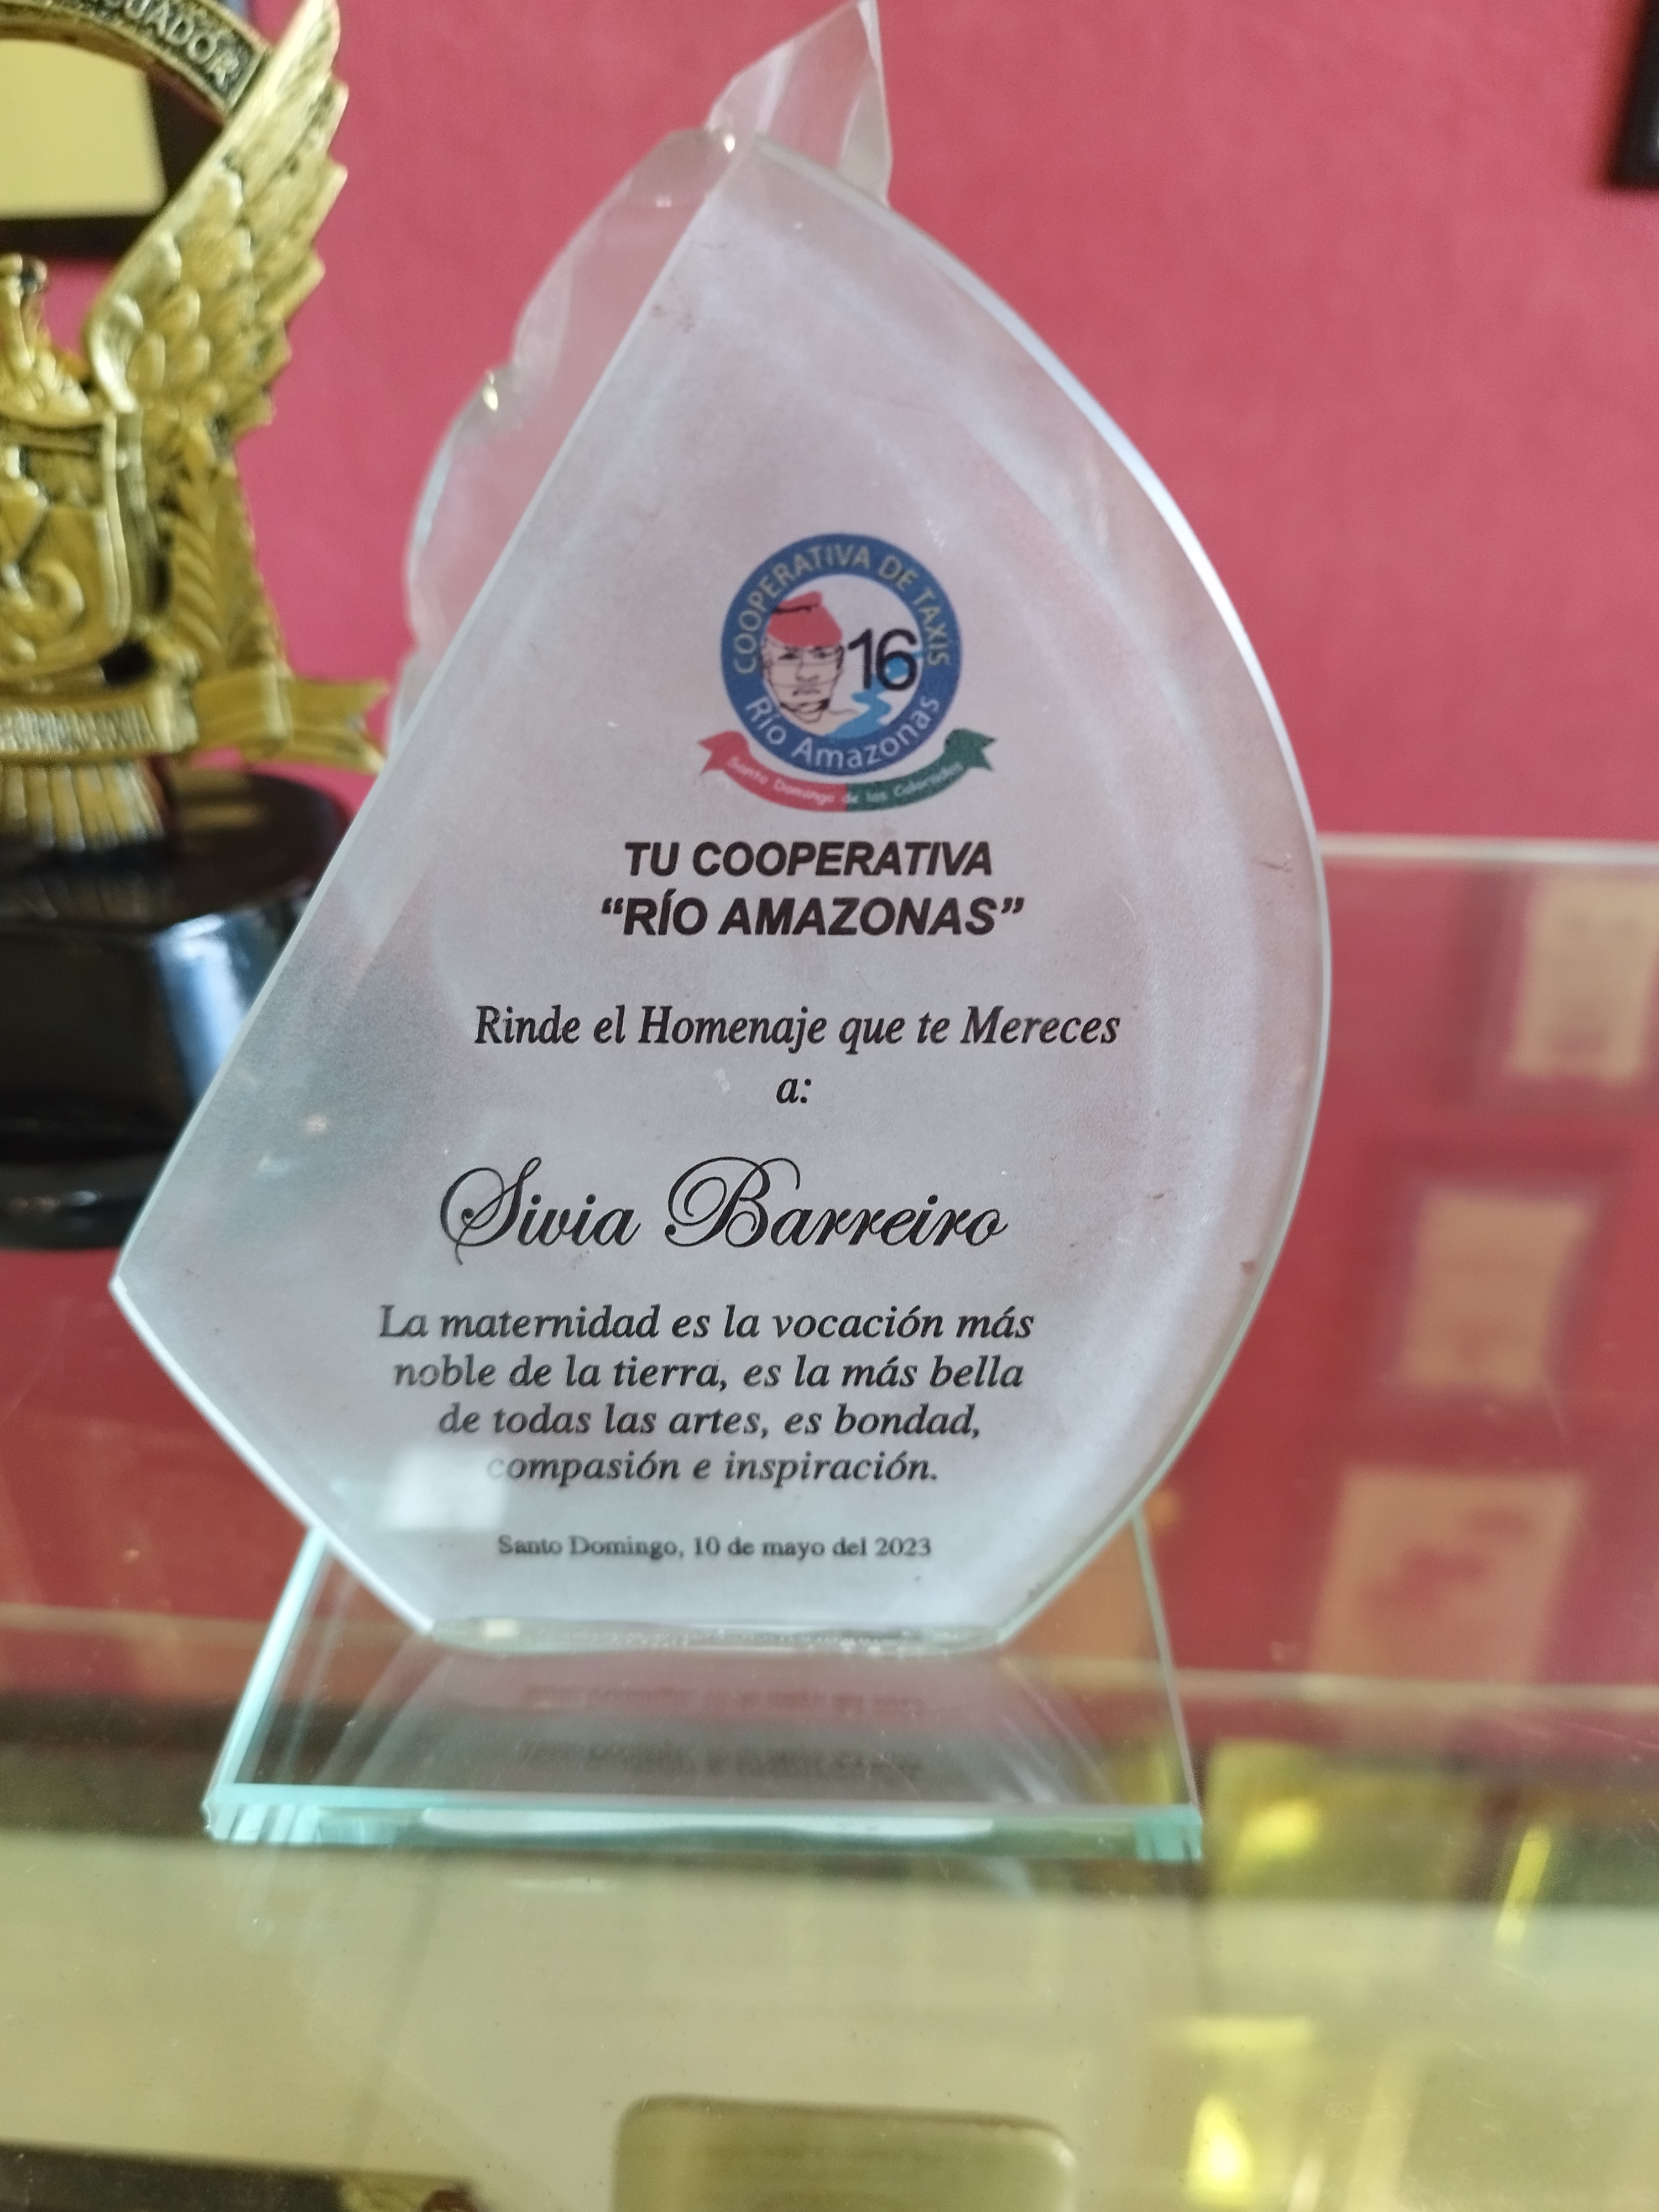 COOPERATIVA DE TAXIS
16
Río Amazonas
Santo Domingo de los Colorados
TU COOPERATIVA
“RÍO AMAZONAS”
Rinde el Homenaje que te Mereces
a:
Sivia Barreiro
La maternidad es la vocación más
noble de la tierra, es la más bella
de todas las artes, es bondad,
compasión e inspiración.
Santo Domingo, 10 de mayo del 2023